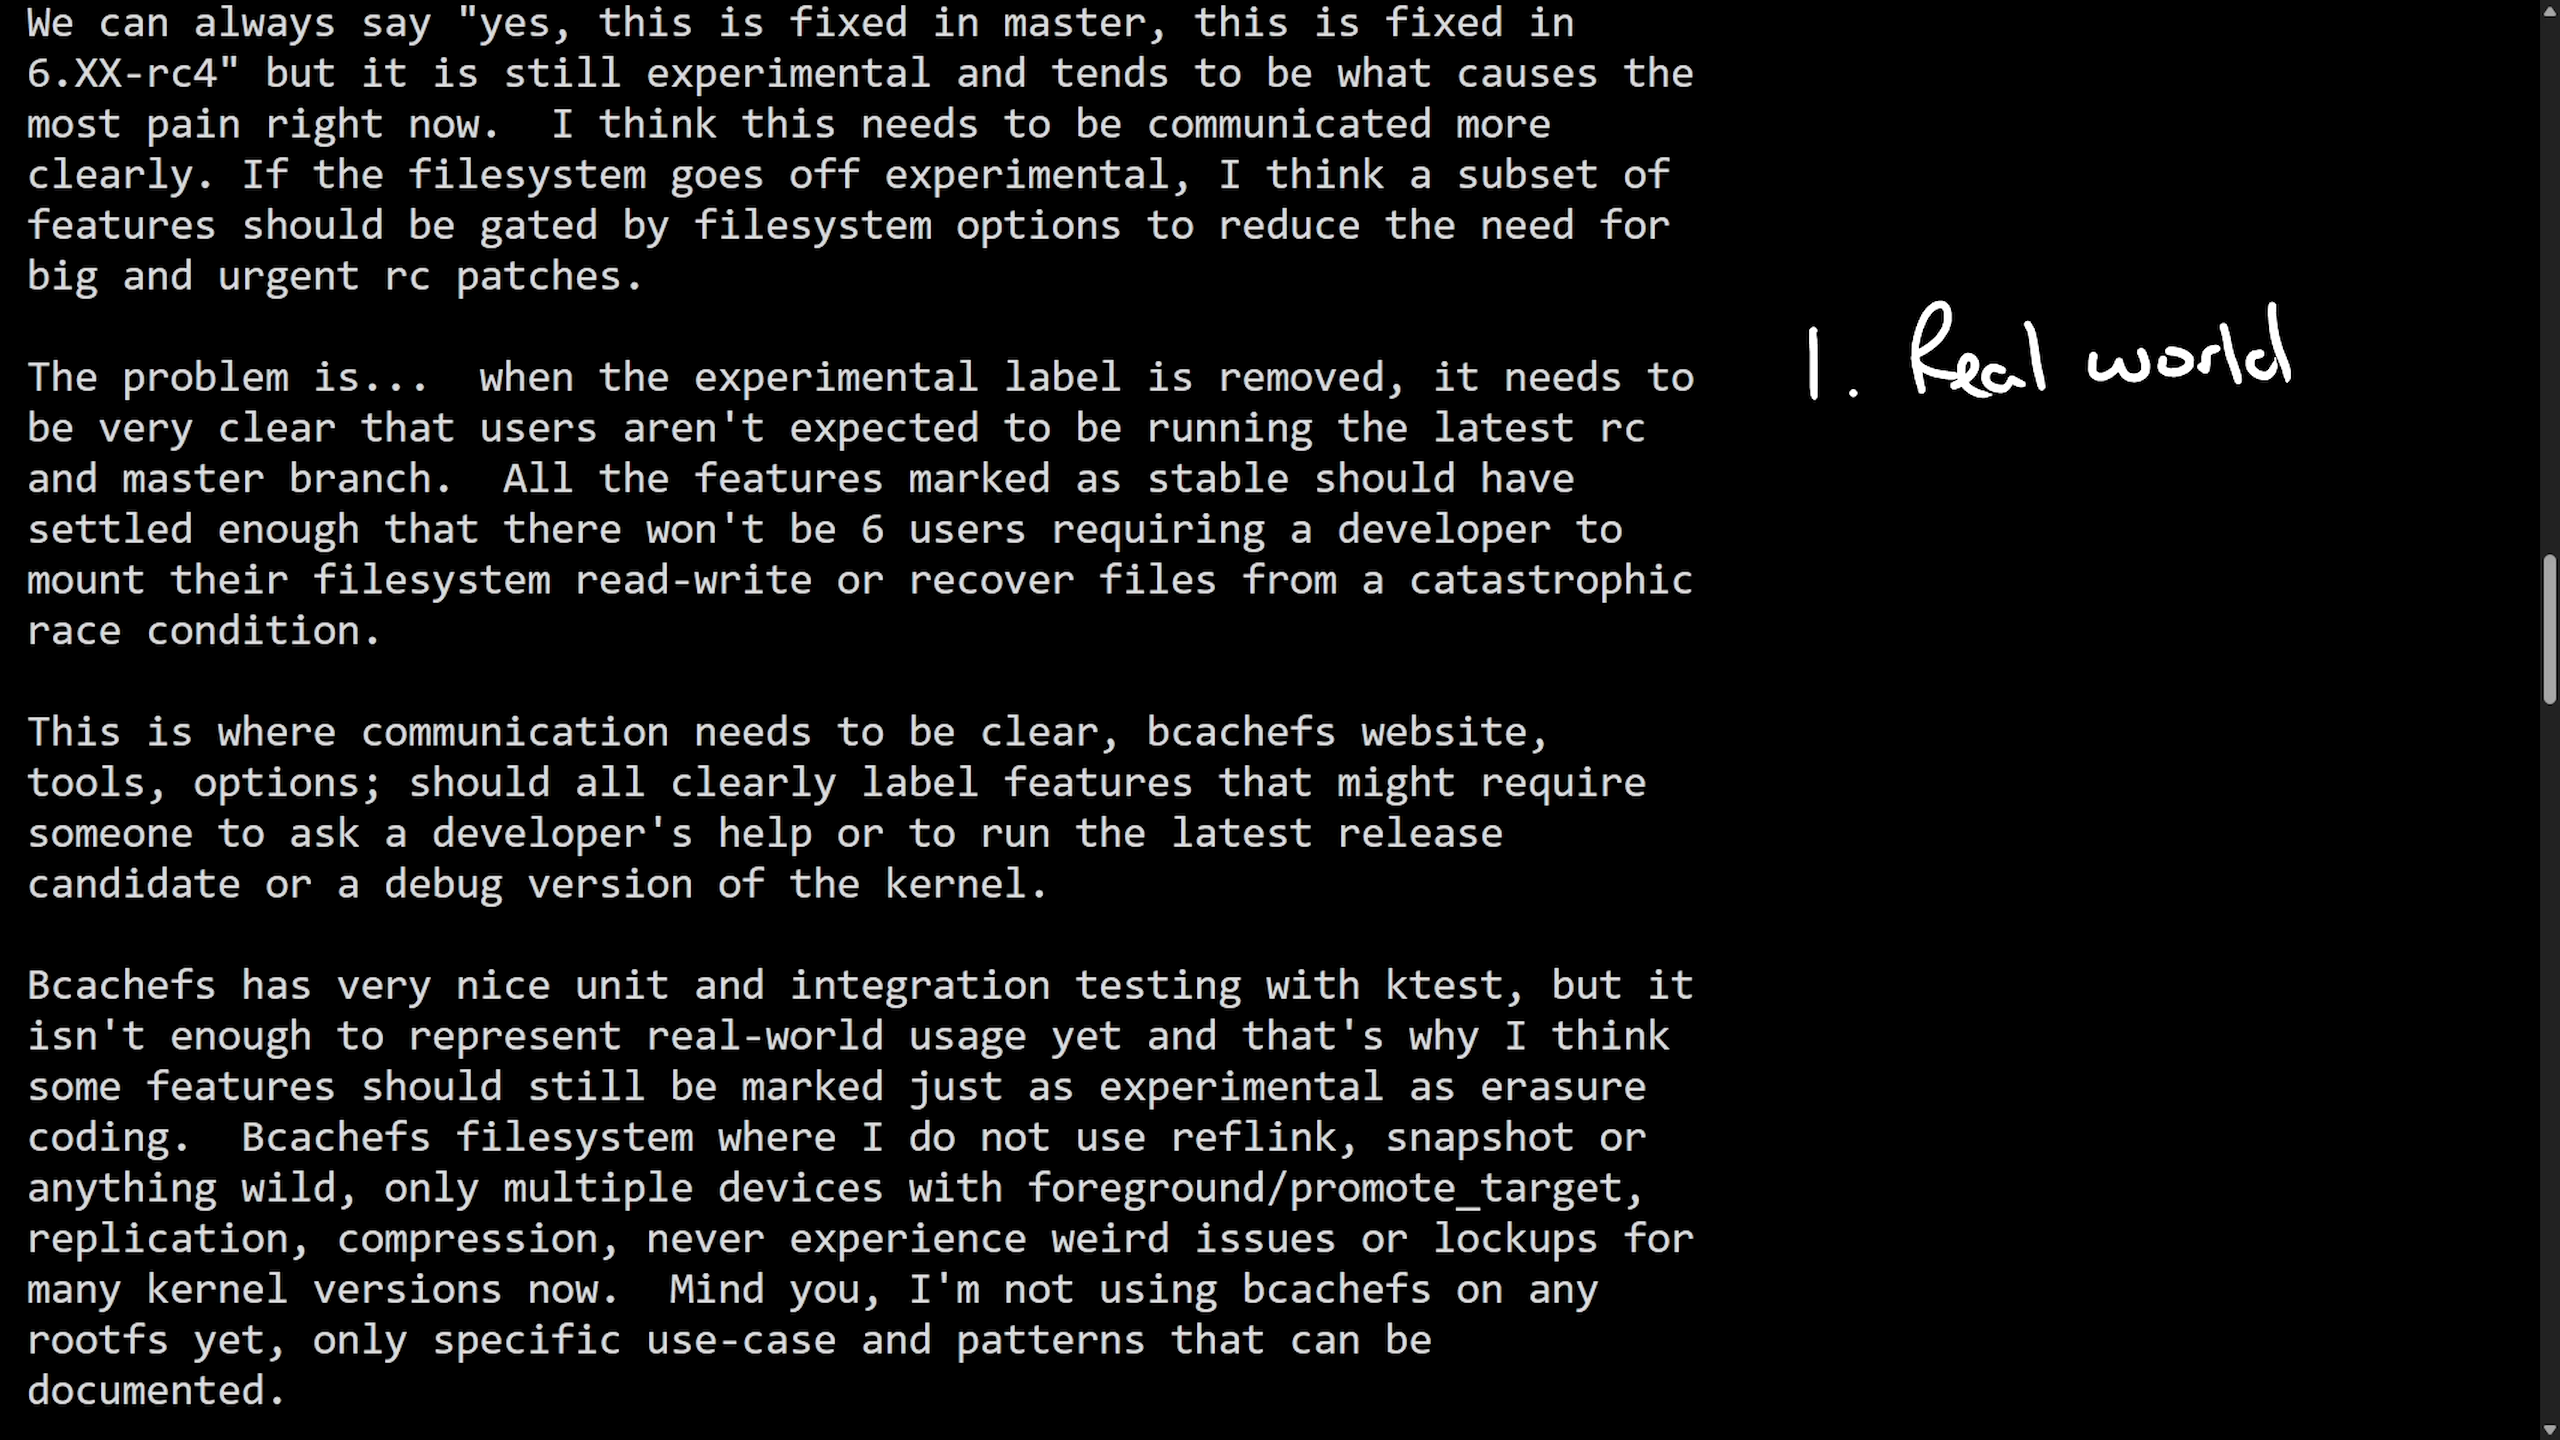 We can always say "yes, this is fixed in master, this is fixed in
6.XX-rc4" but it is still experimental and tends to be what causes the
most pain right now.  I think this needs to be communicated more
clearly. If the filesystem goes off experimental, I think a subset of
features should be gated by filesystem options to reduce the need for
big and urgent rc patches.
1. Real world
The problem is...  when the experimental label is removed, it needs to
be very clear that users aren't expected to be running the latest rc
and master branch.  All the features marked as stable should have
settled enough that there won't be 6 users requiring a developer to
mount their filesystem read-write or recover files from a catastrophic
race condition.
This is where communication needs to be clear, bcachefs website,
tools, options; should all clearly label features that might require
someone to ask a developer's help or to run the latest release
candidate or a debug version of the kernel.
Bcachefs has very nice unit and integration testing with ktest, but it
isn't enough to represent real-world usage yet and that's why I think
some features should still be marked just as experimental as erasure
coding.  Bcachefs filesystem where I do not use reflink, snapshot or
anything wild, only multiple devices with foreground/promote_target,
replication, compression, never experience weird issues or lockups for
many kernel versions now.  Mind you, I'm not using bcachefs on any
rootfs yet, only specific use-case and patterns that can be
documented.